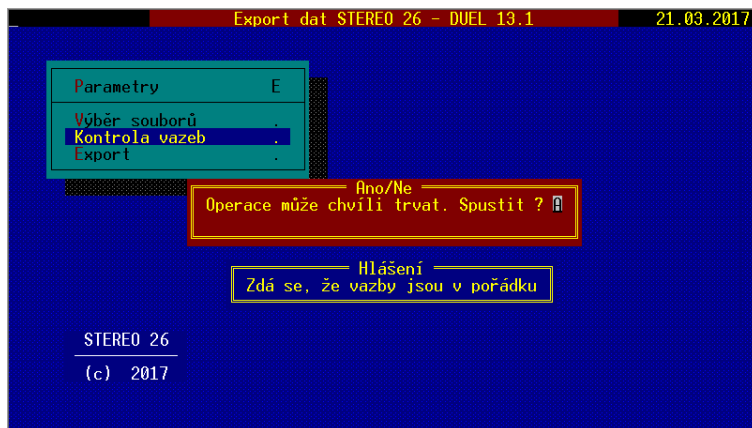 Export dat STEREO 26 - DUEL 13.1 21.03.2017
Parametry E
Výběr souborů .
Kontrola vazeb .
Export .
Ano/Ne
Operace může chvíli trvat. Spustit ? A
Hlášení
Zdá se, že vazby jsou v pořádku
STEREO 26
(c) 2017